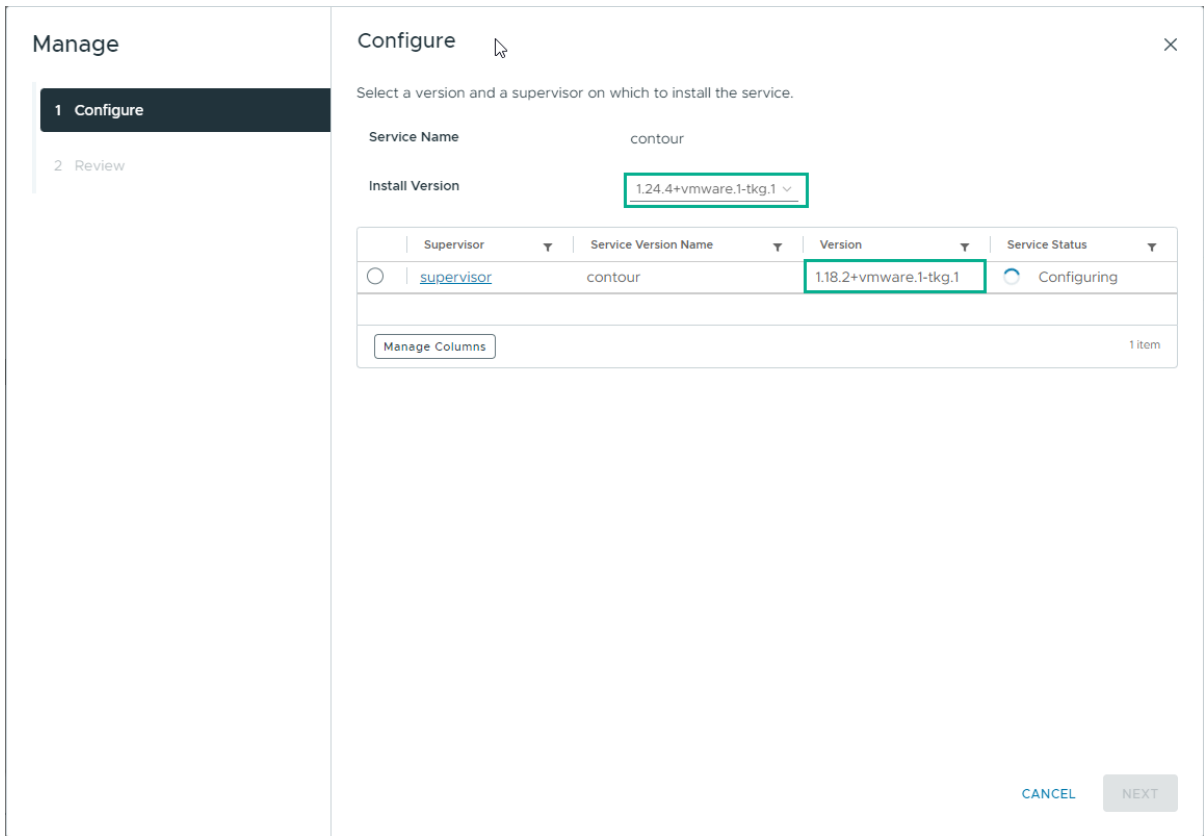 Manage
1 Configure
2 Review
Configure
Select a version and a supervisor on which to install the service.
Service Name contour
Install Version 1.24.4+vmware.1-tkg.1
Supervisor Service Version Name Version Service Status
supervisor contour 1.18.2+vmware.1-tkg.1 Configuring
Manage Columns 1 item
CANCEL NEXT